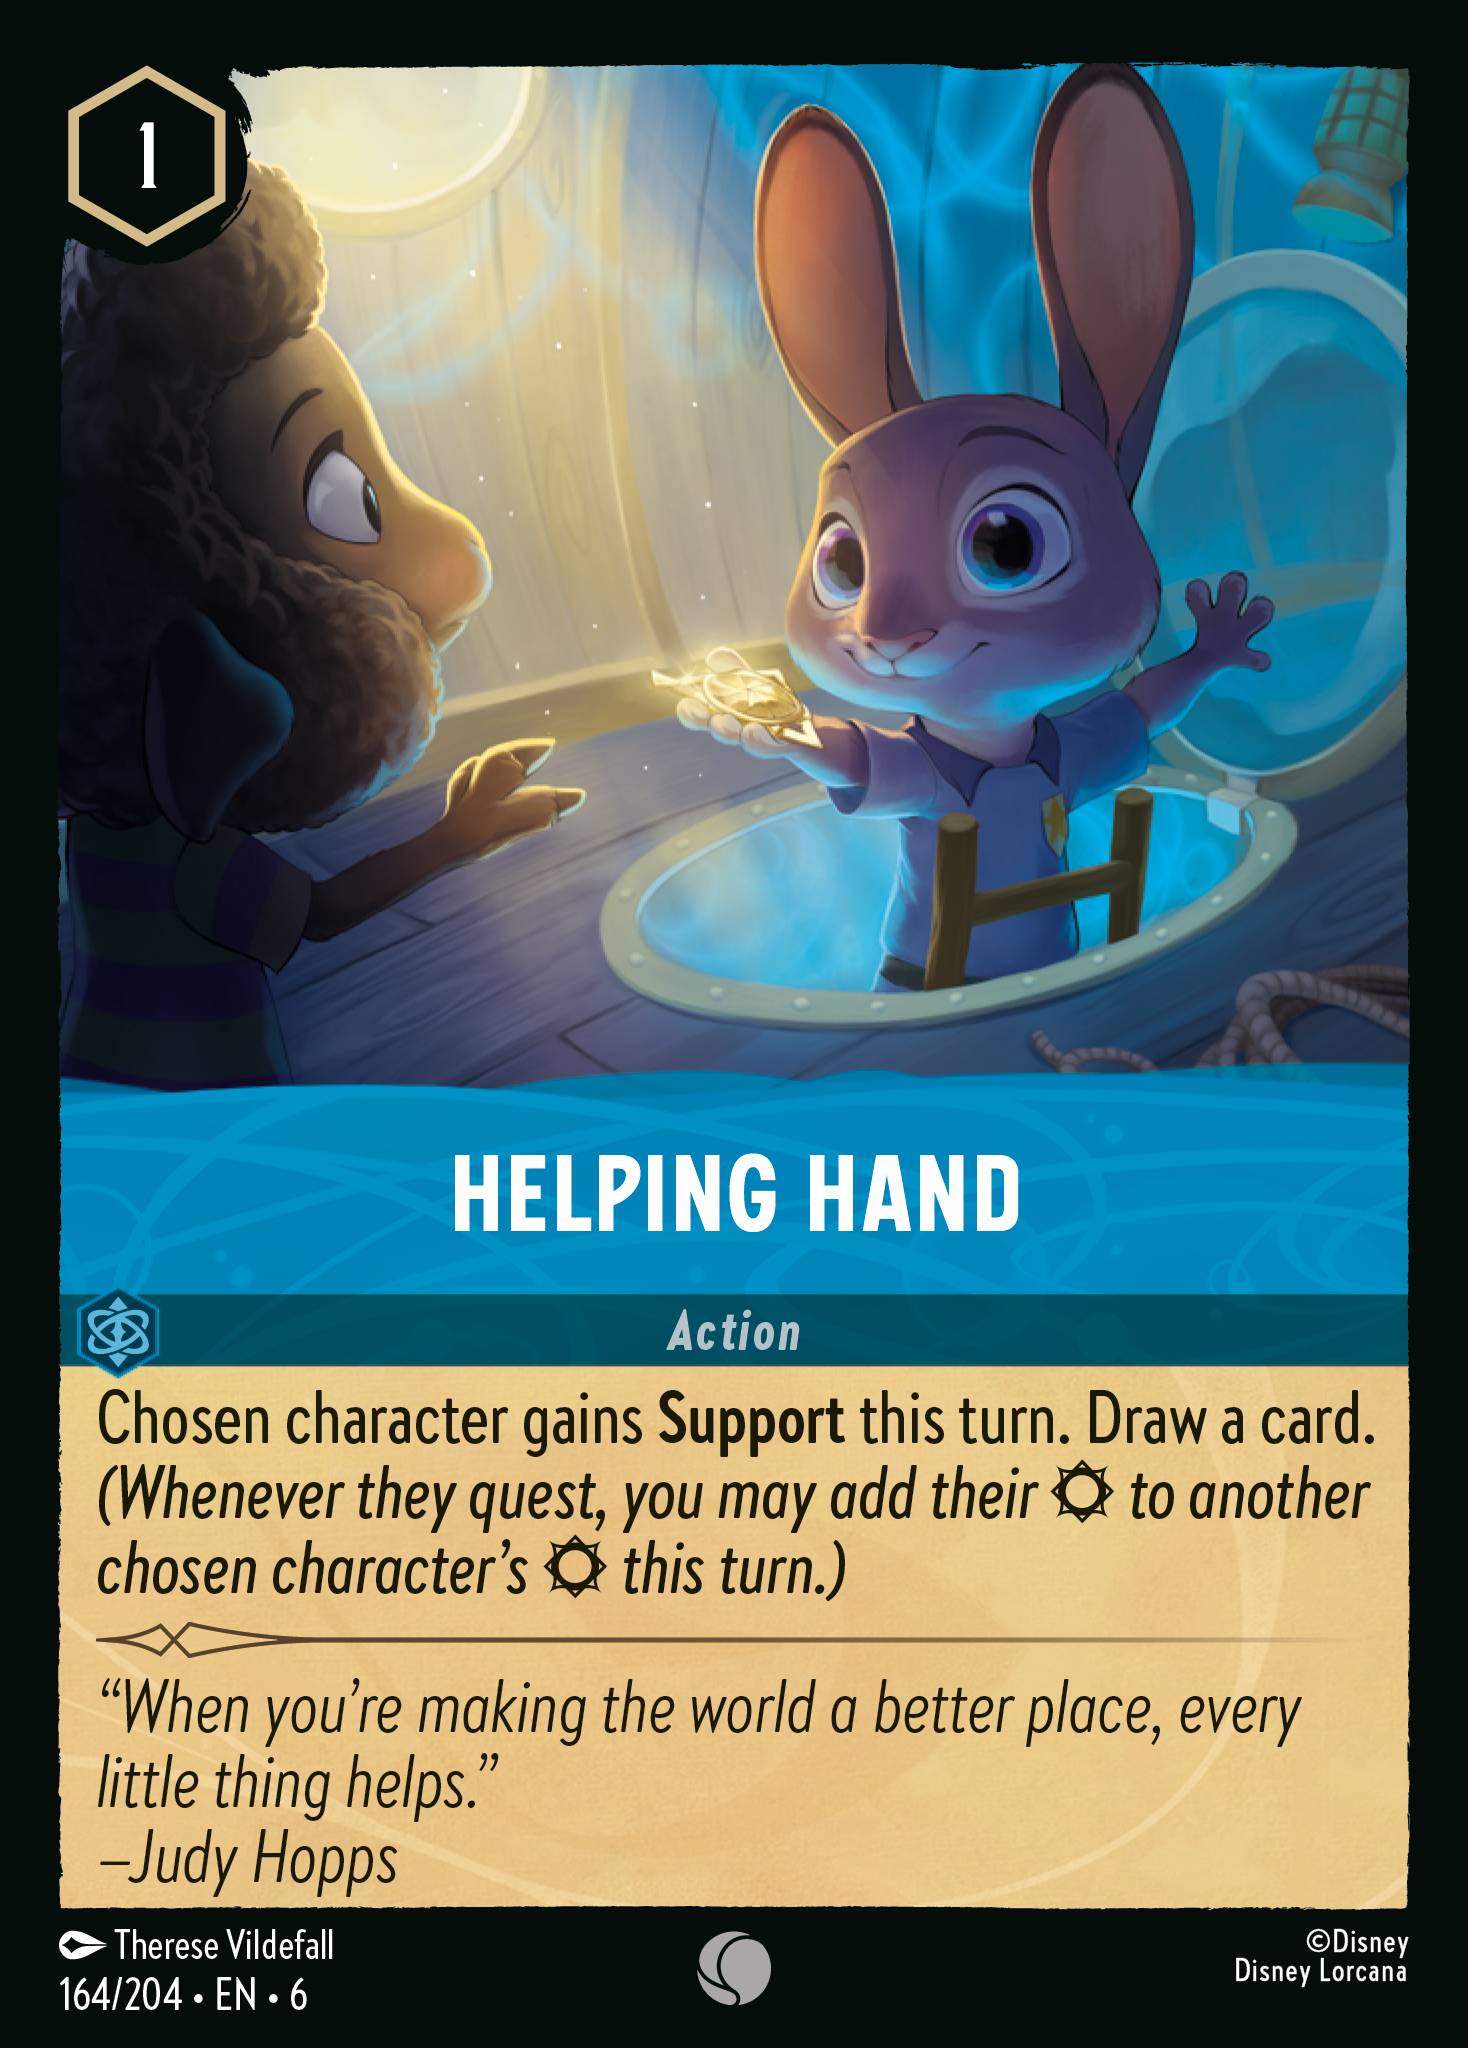 1
HELPING HAND
Action
Chosen character gains Support this turn. Draw a card.
(Whenever they quest, you may add their to another
chosen character’s this turn.)
“When you’re making the world a better place, every
little thing helps.”
–Judy Hopps
Therese Vildefall
164/204 • EN • 6
©Disney
Disney Lorcana